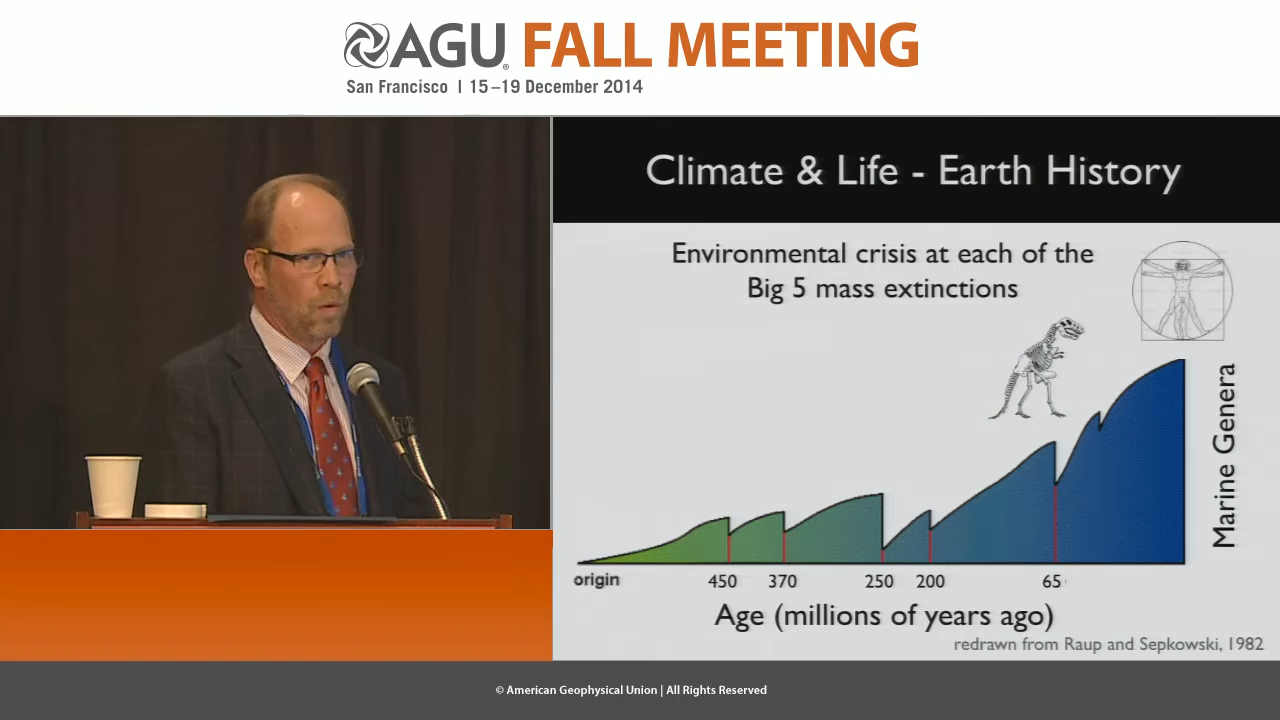 AGU® FALL MEETING
San Francisco | 15–19 December 2014
Climate & Life - Earth History
Environmental crisis at each of the
Big 5 mass extinctions
Marine Genera
origin 450 370 250 200 65
Age (millions of years ago)
redrawn from Raup and Sepkowski, 1982
© American Geophysical Union | All Rights Reserved